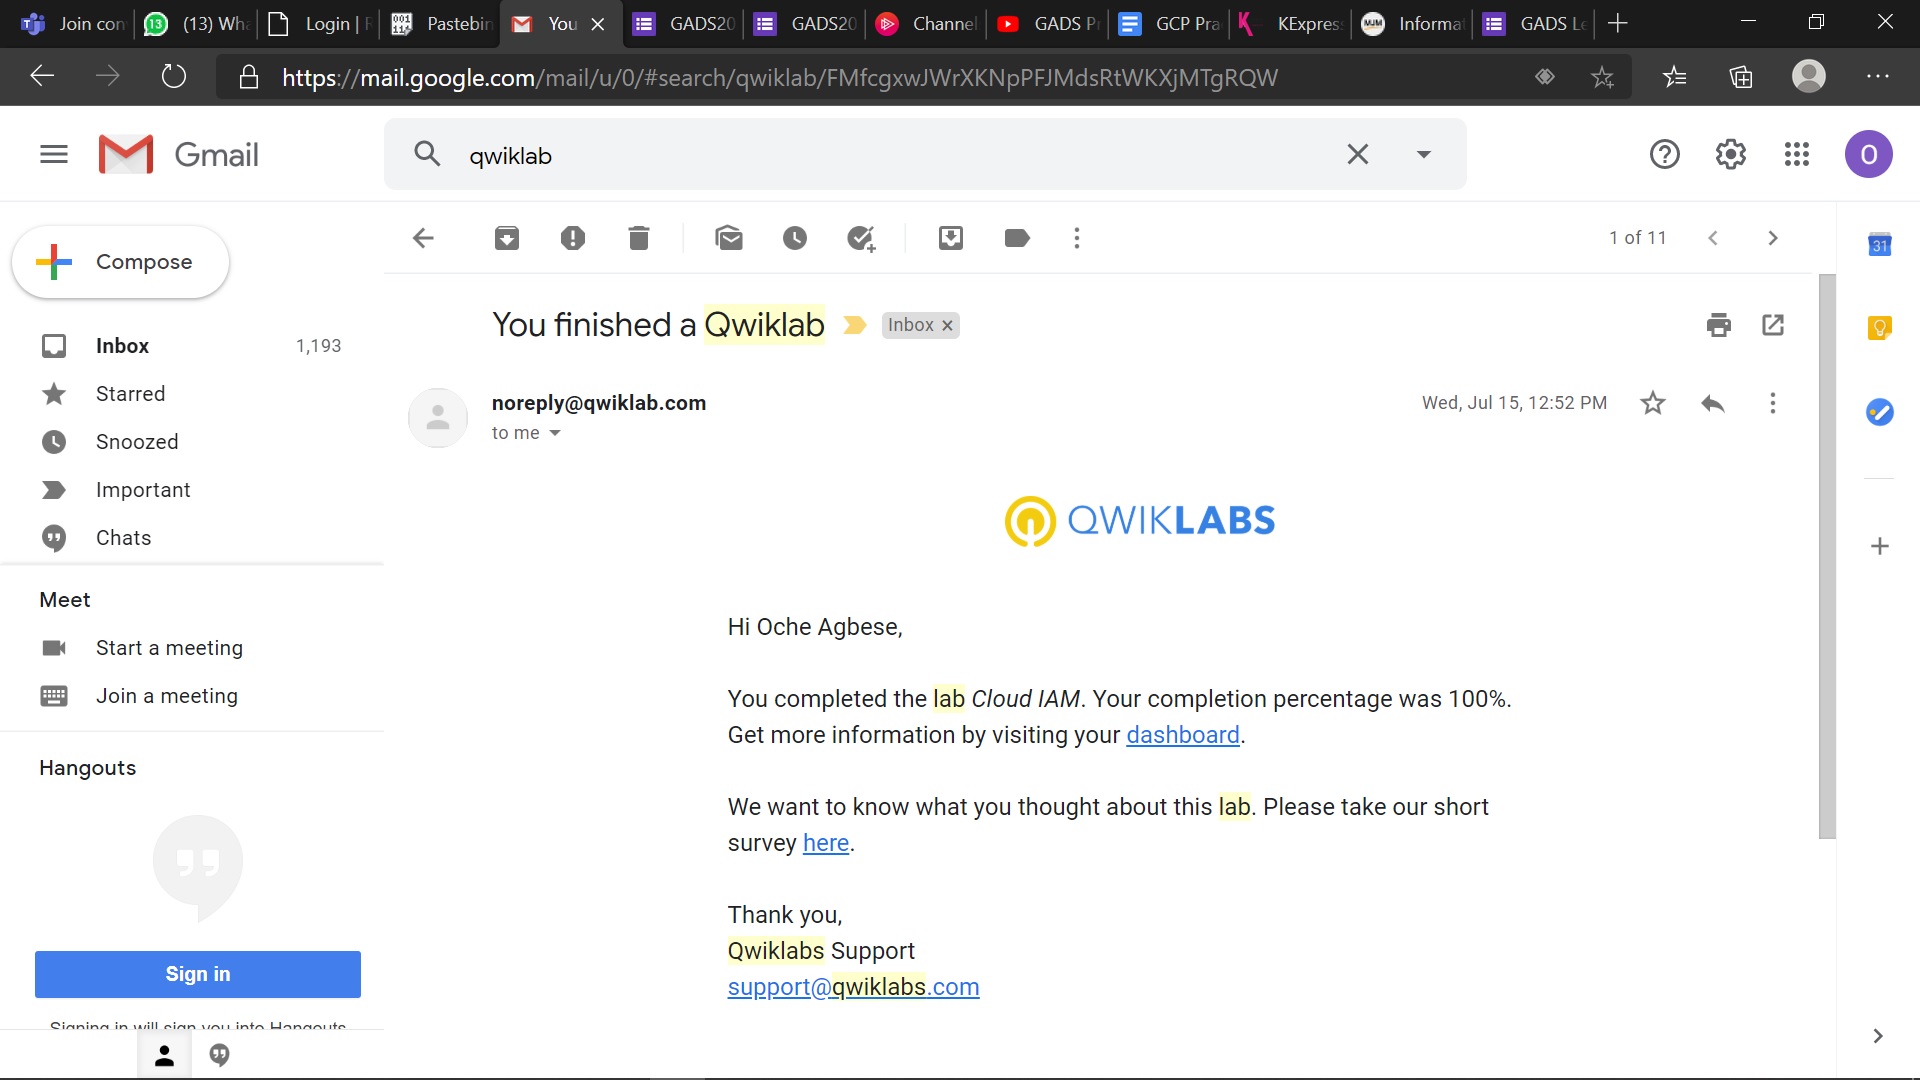 Join con
(13) Wha
Login |
Pastebin
You
GADS20
GADS20
Channel
GADS Pr
GCP Pra
KExpres
Informat
GADS Le
https://mail.google.com/mail/u/0/#search/qwiklab/FMfcgxwJWrXKNpPFJMdsRtWKXjMTgRQW
Gmail
qwiklab
O
Compose
1 of 11
31
You finished a Qwiklab
Inbox ×
Inbox 1,193
Starred
Snoozed
Important
Chats
noreply@qwiklab.com
Wed, Jul 15, 12:52 PM
to me
QWIKLABS
Hi Oche Agbese,
You completed the lab Cloud IAM. Your completion percentage was 100%.
Get more information by visiting your dashboard.
We want to know what you thought about this lab. Please take our short
survey here.
Thank you,
Qwiklabs Support
support@qwiklabs.com
Meet
Start a meeting
Join a meeting
Hangouts
Sign in
Signing in will sign you into Hangouts